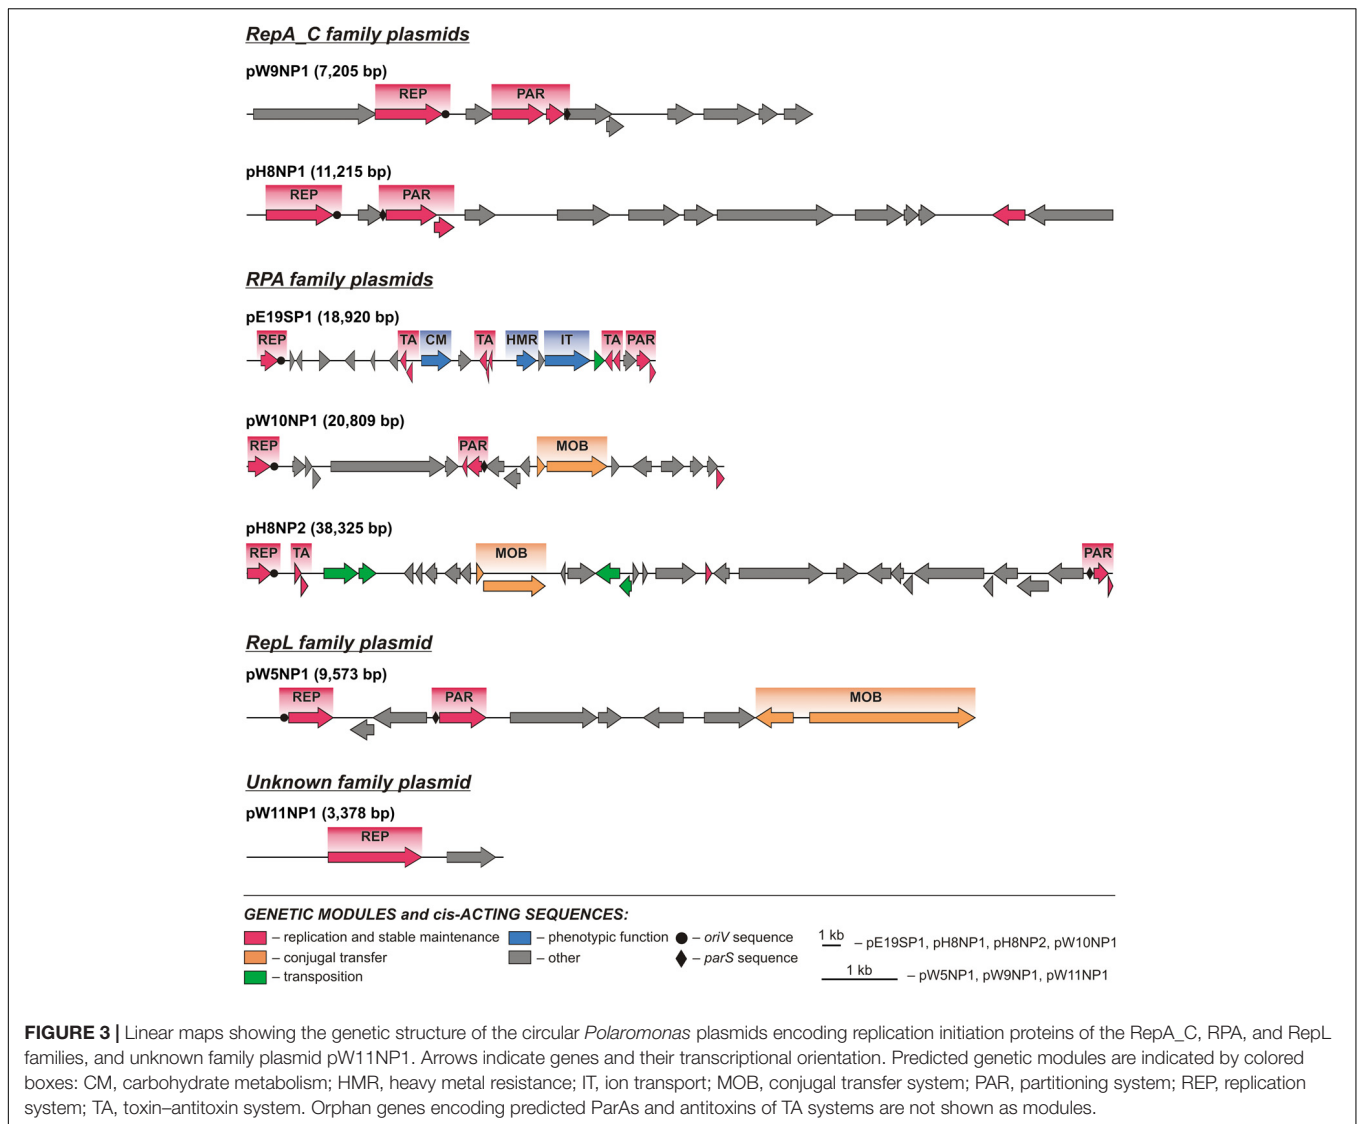 RepA_C family plasmids
pW9NP1 (7,205 bp)
REP PAR
pH8NP1 (11,215 bp)
REP PAR
RPA family plasmids
pE19SP1 (18,920 bp)
REP TA CM TA HMR IT TA PAR
pW10NP1 (20,809 bp)
REP PAR MOB
pH8NP2 (38,325 bp)
REP TA MOB PAR
RepL family plasmid
pW5NP1 (9,573 bp)
REP PAR MOB
Unknown family plasmid
pW11NP1 (3,378 bp)
REP
GENETIC MODULES and cis-ACTING SEQUENCES:
– replication and stable maintenance – phenotypic function – oriV sequence 1 kb – pE19SP1, pH8NP1, pH8NP2, pW10NP1
– conjugal transfer – other – parS sequence
– transposition 1 kb – pW5NP1, pW9NP1, pW11NP1
FIGURE 3 | Linear maps showing the genetic structure of the circular Polaromonas plasmids encoding replication initiation proteins of the RepA_C, RPA, and RepL
families, and unknown family plasmid pW11NP1. Arrows indicate genes and their transcriptional orientation. Predicted genetic modules are indicated by colored
boxes: CM, carbohydrate metabolism; HMR, heavy metal resistance; IT, ion transport; MOB, conjugal transfer system; PAR, partitioning system; REP, replication
system; TA, toxin–antitoxin system. Orphan genes encoding predicted ParAs and antitoxins of TA systems are not shown as modules.